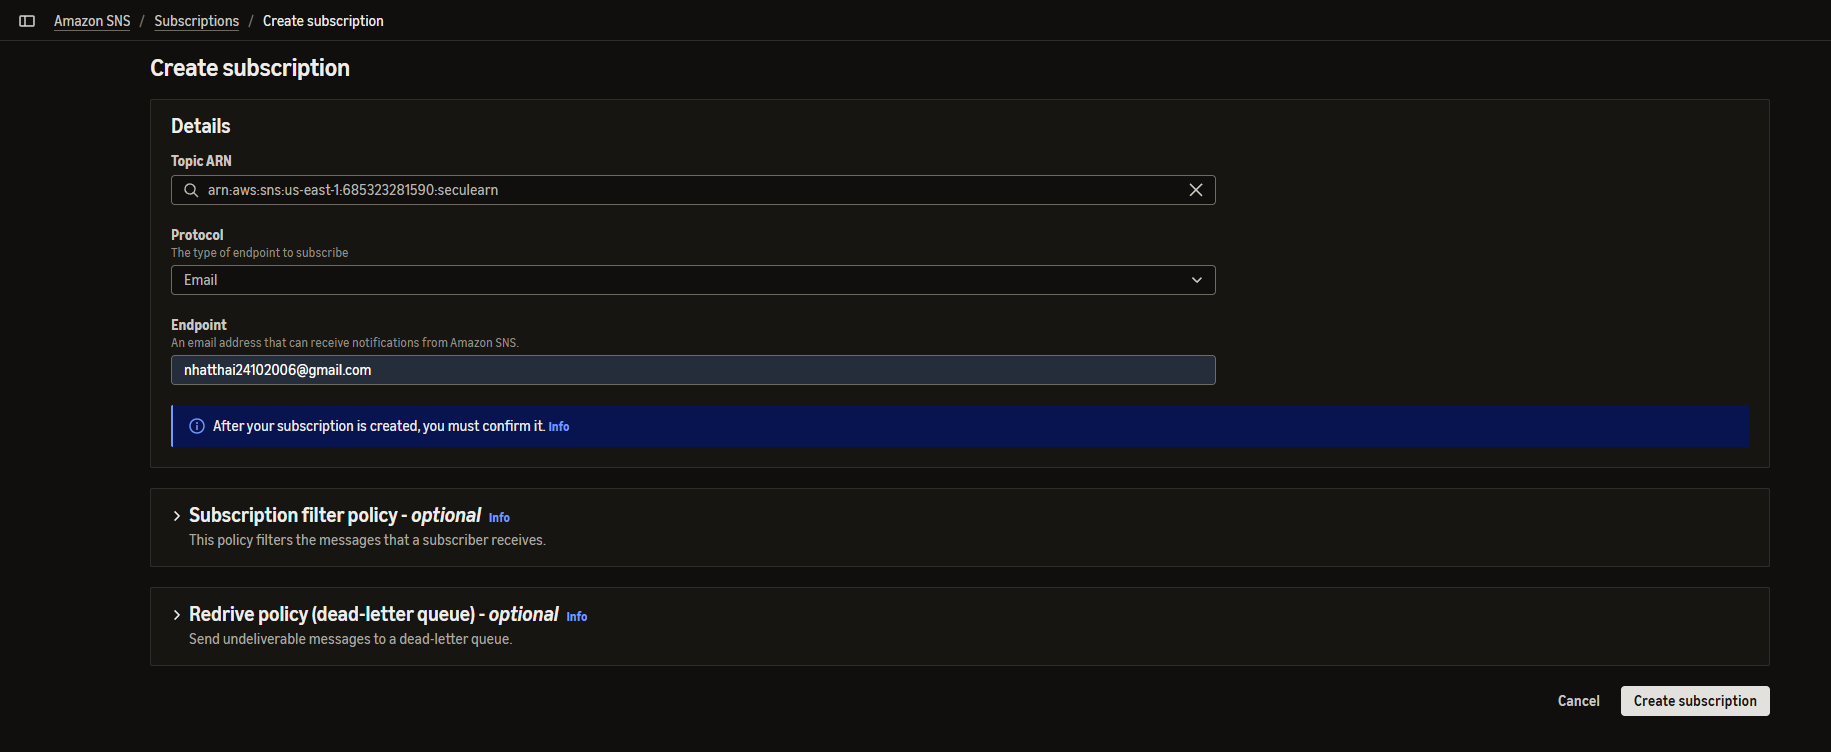 Amazon SNS / Subscriptions / Create subscription
Create subscription
Details
Topic ARN
arn:aws:sns:us-east-1:685323281590:seculearn
Protocol
The type of endpoint to subscribe
Email
Endpoint
An email address that can receive notifications from Amazon SNS.
nhatthai24102006@gmail.com
After your subscription is created, you must confirm it. Info
Subscription filter policy - optional Info
This policy filters the messages that a subscriber receives.
Redrive policy (dead-letter queue) - optional Info
Send undeliverable messages to a dead-letter queue.
Cancel Create subscription